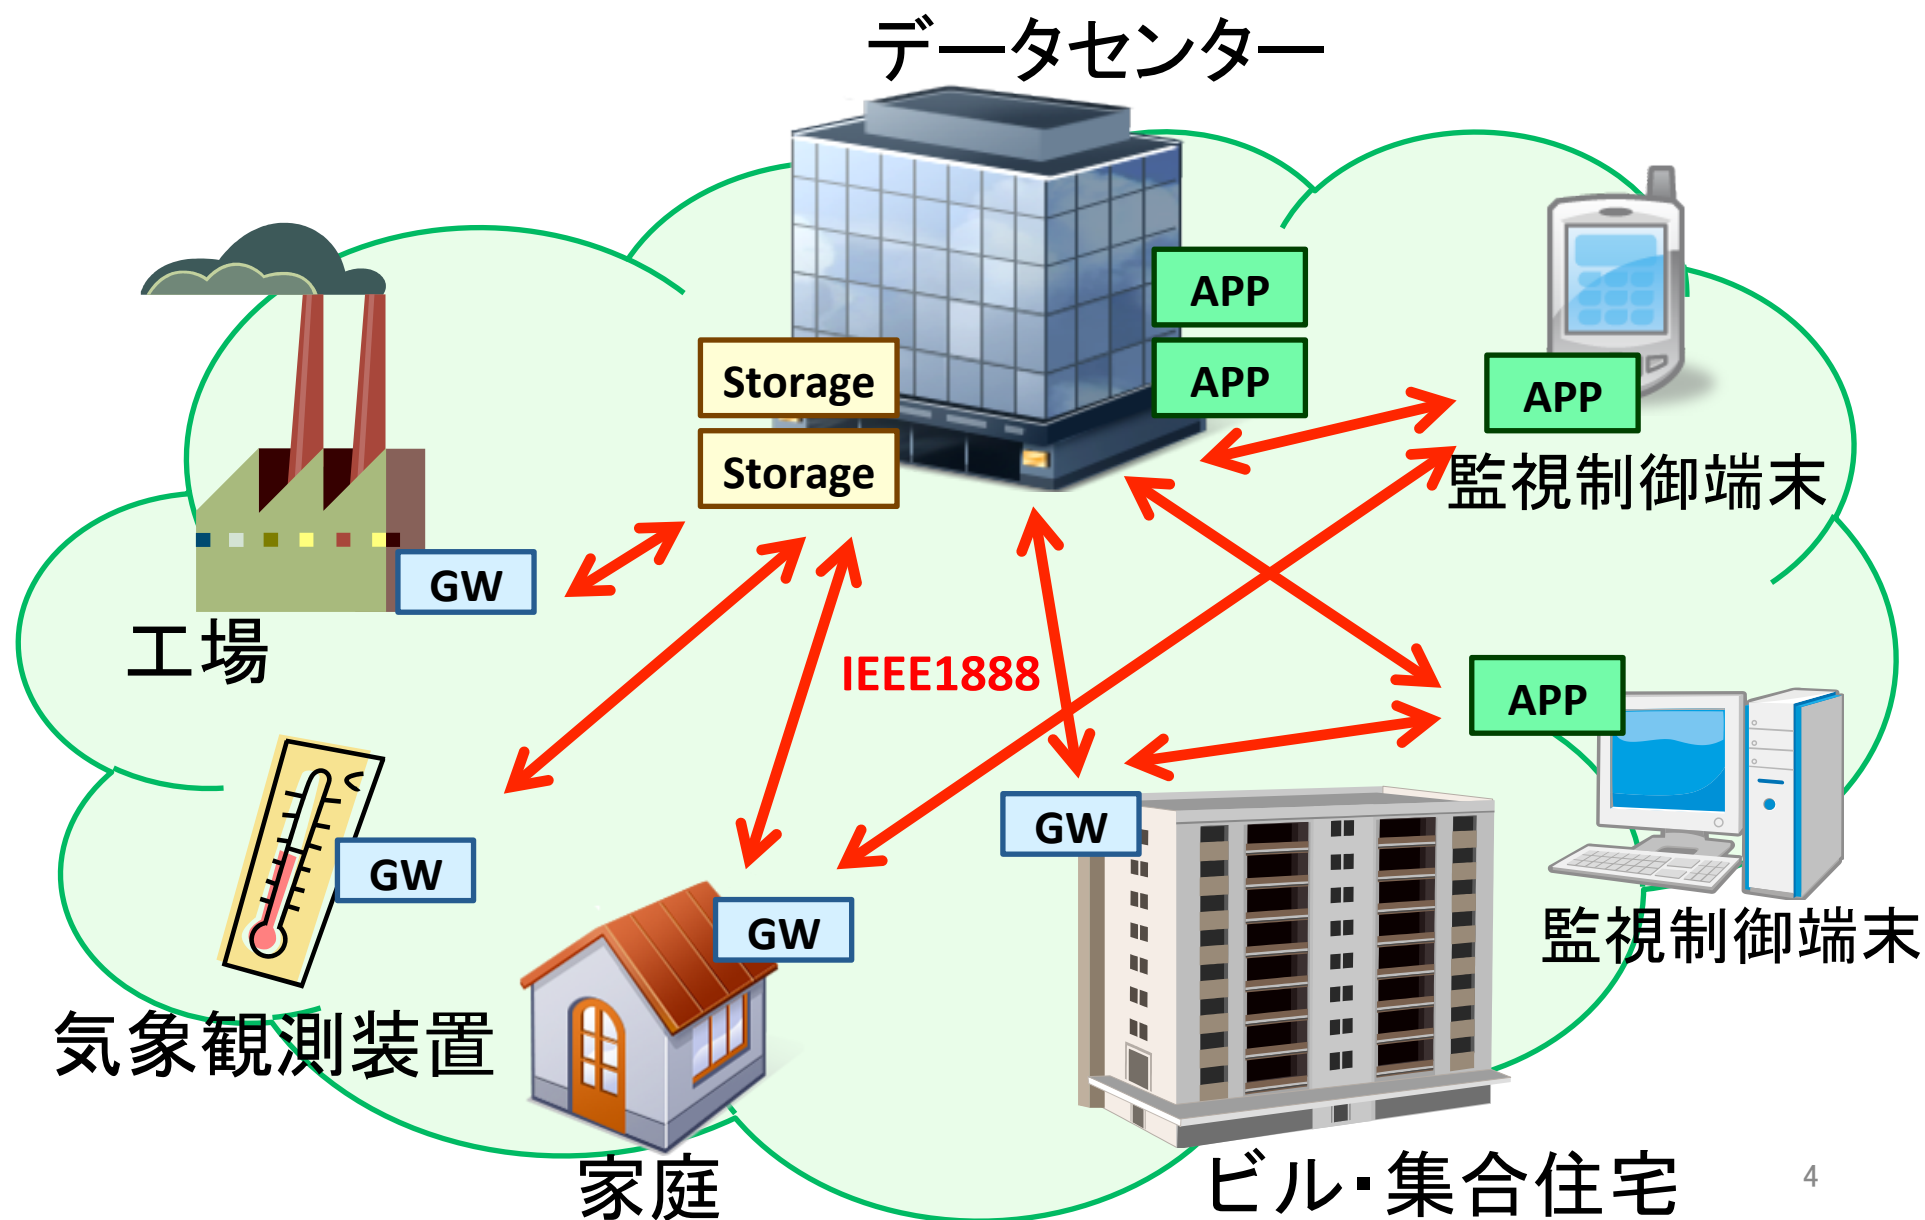 データセンター
APP
APP
Storage
Storage
APP
監視制御端末
GW
工場
IEEE1888
APP
監視制御端末
GW
気象観測装置
GW
家庭
GW
ビル・集合住宅
4